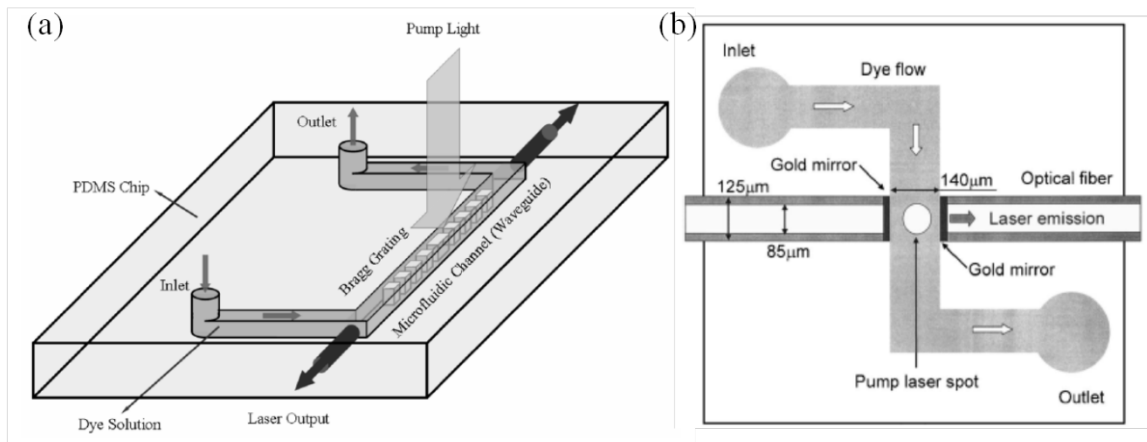 (a)
Pump Light
Outlet
PDMS Chip
Bragg Grating
Microfluidic Channel (Waveguide)
Inlet
Dye Solution
Laser Output
(b)
Inlet
Dye flow
Gold mirror
140μm
Optical fiber
125μm
Laser emission
85μm
Gold mirror
Pump laser spot
Outlet